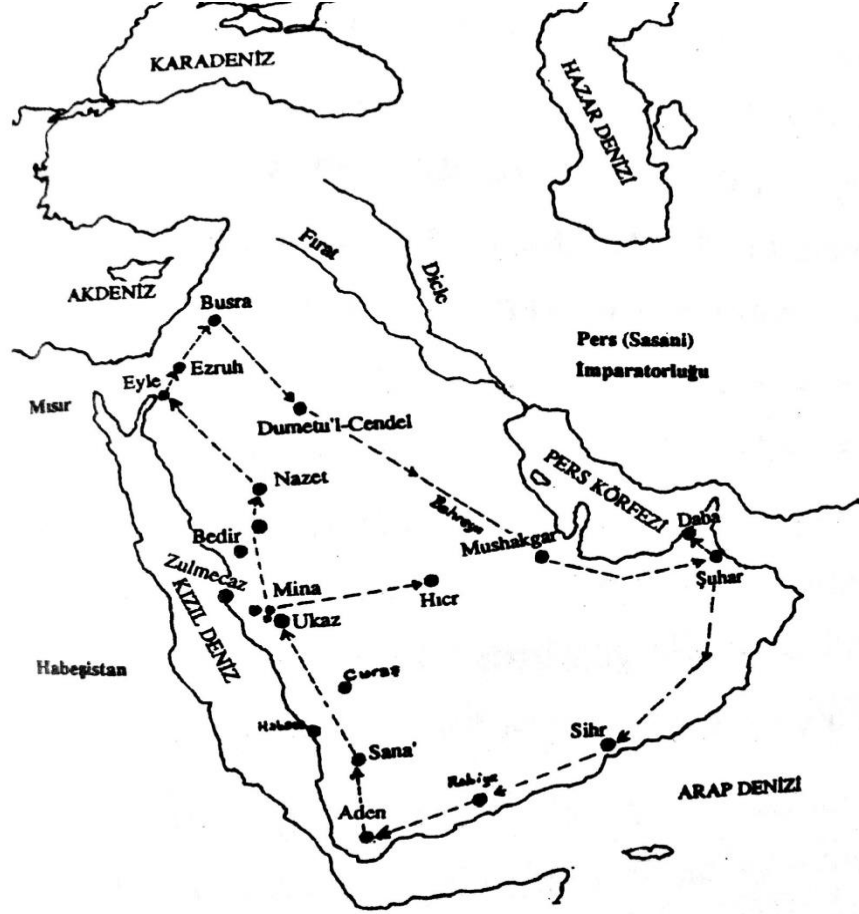 KARADENİZ
HAZAR DENİZİ
Fırat
Dicle
AKDENİZ
Busra
Pers (Sasani)
İmparatorluğu
Ezruh
Eyle
Mısır
Dumetu'l-Cendel
Nazet
PERS KÖRFEZİ
Daba
Bedir
Mushakgar
Şuhar
Zulmecaz
Mina
Hıcr
Ukaz
KIZIL DENİZ
Habeşistan
Curaş
Sana'
Sihr
Rabiye
ARAP DENİZİ
Aden